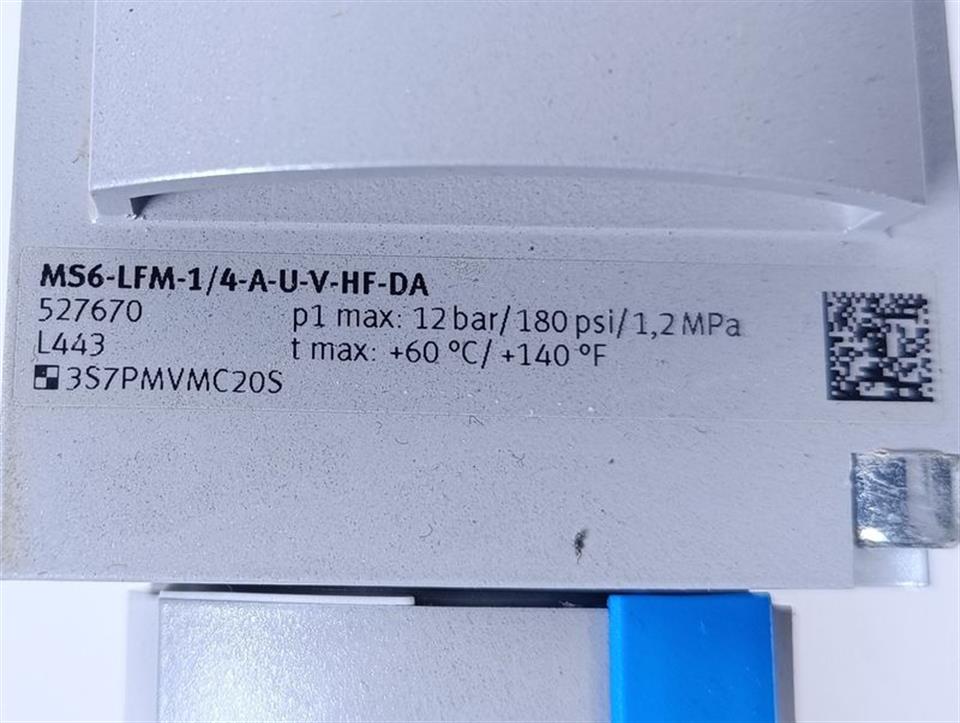 MS6-LFM-1/4-A-U-V-HF-DA
527670
p1 max: 12 bar/180 psi/1,2 MPa
L443
t max: +60 °C/ +140 °F
3S7PMVMC20S